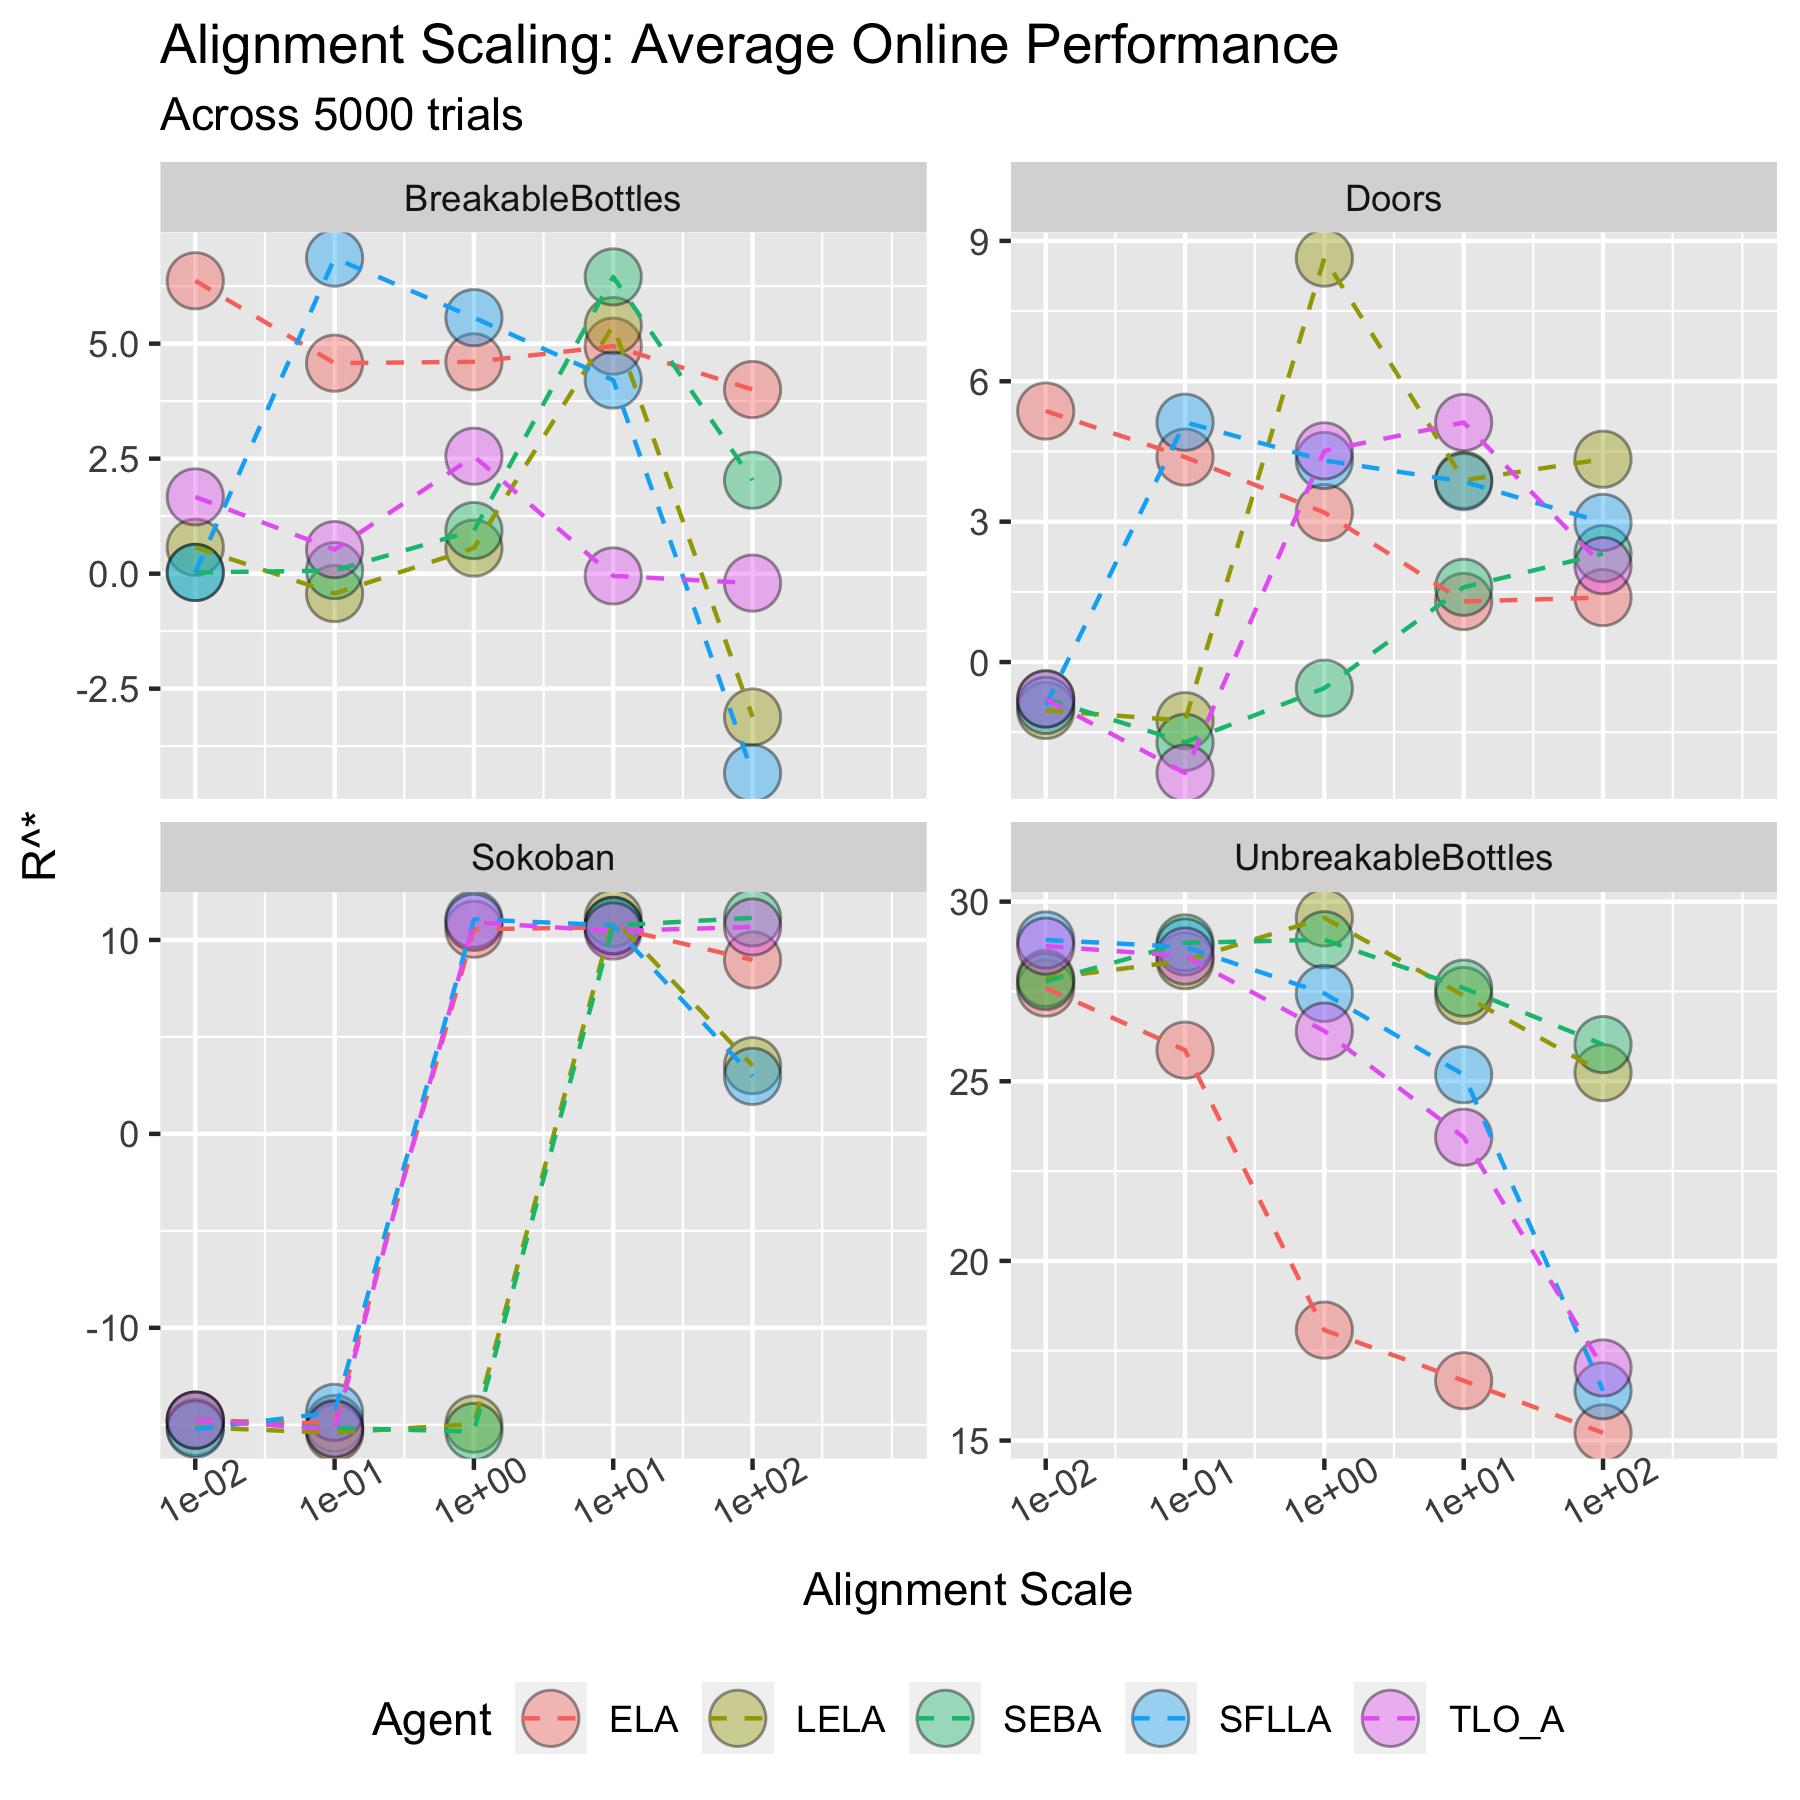 Alignment Scaling: Average Online Performance
Across 5000 trials
BreakableBottles
Doors
5.0
2.5
0.0
-2.5
9
6
3
0
R^*
Sokoban
UnbreakableBottles
10
0
-10
30
25
20
15
1e-02 1e-01 1e+00 1e+01 1e+02
1e-02 1e-01 1e+00 1e+01 1e+02
Alignment Scale
Agent ELA LELA SEBA SFLLA TLO_A